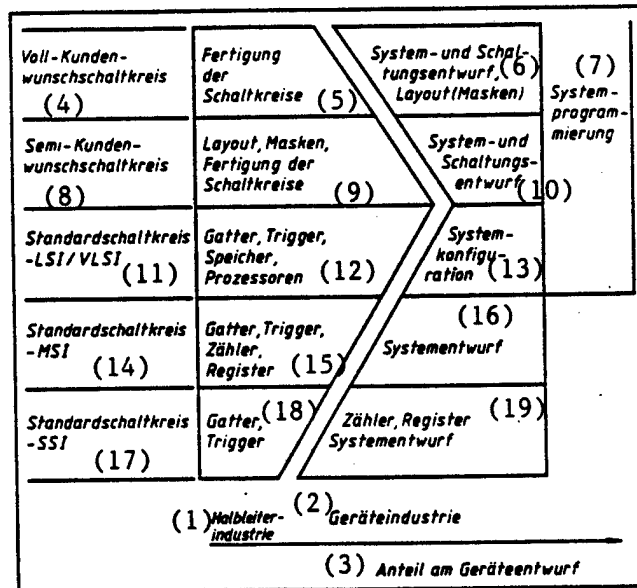 Voll-Kunden-
wunschschaltkreis
(4)
Fertigung
der
Schaltkreise (5)
System- und Schal-
tungsentwurf, (6)
Layout (Masken)
(7)
System-
program-
mierung
Semi-Kunden-
wunschschaltkreis
(8)
Layout, Masken,
Fertigung der
Schaltkreise (9)
System- und
Schaltungs-
entwurf (10)
Standardschaltkreis
-LSI/VLSI (11)
Gatter, Trigger,
Speicher,
Prozessoren (12)
System-
konfigu-
ration (13)
Standardschaltkreis
-MSI (14)
Gatter, Trigger,
Zähler,
Register (15)
(16)
Systementwurf
Standardschaltkreis
-SSI (17)
Gatter, (18)
Trigger
Zähler, Register (19)
Systementwurf
(1) Halbleiter-
industrie
(2) Geräteindustrie
(3) Anteil am Geräteentwurf